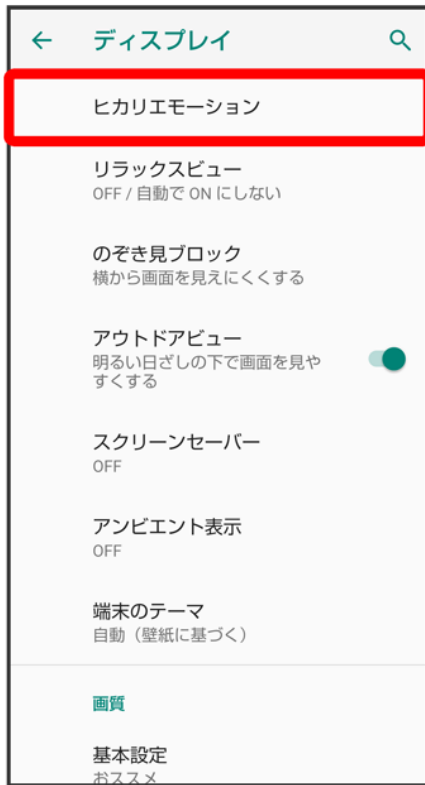 ディスプレイ
ヒカリエモーション
リラックスビュー
OFF / 自動で ON にしない
のぞき見ブロック
横から画面を見えにくくする
アウトドアビュー
明るい日ざしの下で画面を見や
すくする
スクリーンセーバー
OFF
アンビエント表示
OFF
端末のテーマ
自動（壁紙に基づく）
画質
基本設定
おススメ